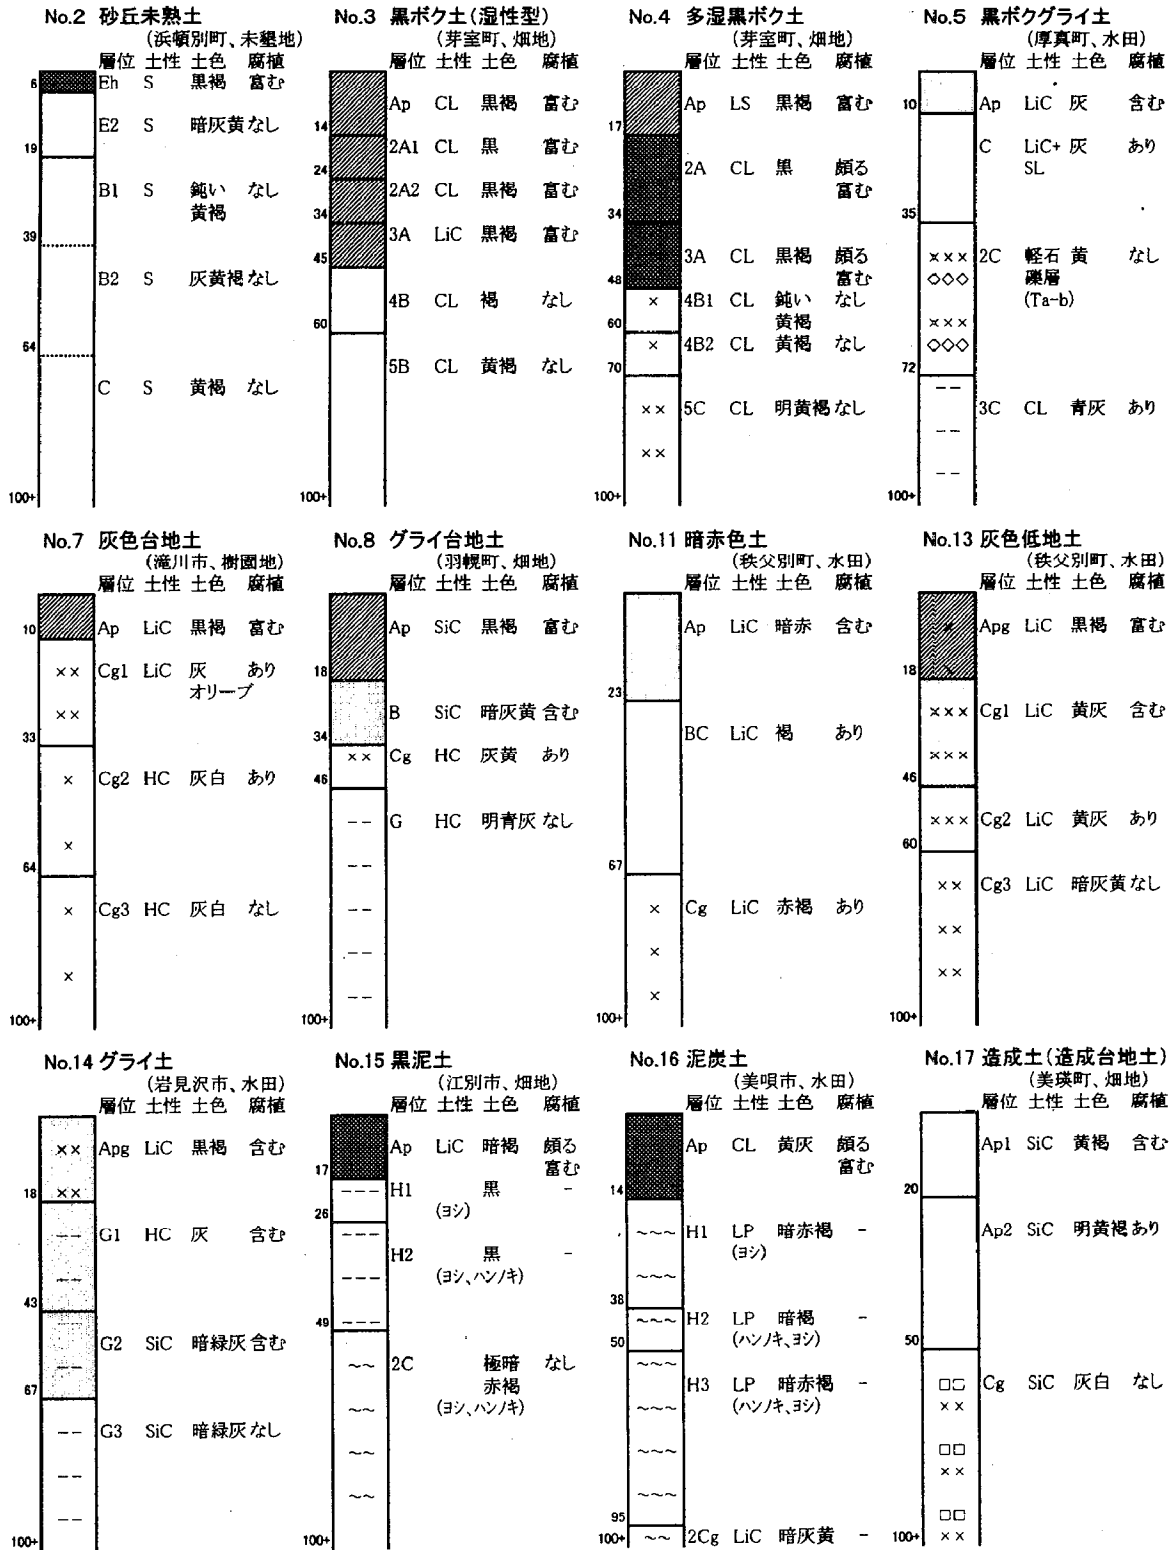 No.2 砂丘未熟土
(浜頓別町、未墾地)
層位 土性 土色 腐植
6
Eh S 黒褐 富む
E2 S 暗灰黄 なし
19
B1 S 鈍い なし
黄褐
39
B2 S 灰黄褐 なし
64
C S 黄褐 なし
100+
No.3 黒ボク土(湿性型)
(芽室町、畑地)
層位 土性 土色 腐植
Ap CL 黒褐 富む
14
2A1 CL 黒 富む
24
2A2 CL 黒褐 富む
34
3A LiC 黒褐 富む
45
4B CL 褐 なし
60
5B CL 黄褐 なし
100+
No.4 多湿黒ボク土
(芽室町、畑地)
層位 土性 土色 腐植
Ap LS 黒褐 富む
17
2A CL 黒 頗る
富む
34
3A CL 黒褐 頗る
富む
48
× 4B1 CL 鈍い なし
黄褐
60
× 4B2 CL 黄褐 なし
70
×× 5C CL 明黄褐 なし
××
100+
No.5 黒ボクグライ土
(厚真町、水田)
層位 土性 土色 腐植
10
Ap LiC 灰 含む
C LiC+ 灰 あり
SL
35
××× 2C 軽石 黄 なし
◇◇◇ 礫層
(Ta-b)
×××
◇◇◇
72
3C CL 青灰 あり
100+
No.7 灰色台地土
(滝川市、樹園地)
層位 土性 土色 腐植
10
Ap LiC 黒褐 富む
×× Cg1 LiC 灰 あり
オリーブ
××
33
× Cg2 HC 灰白 あり
×
64
× Cg3 HC 灰白 なし
×
100+
No.8 グライ台地土
(羽幌町、畑地)
層位 土性 土色 腐植
Ap SiC 黒褐 富む
18
B SiC 暗灰黄 含む
34
×× Cg HC 灰黄 あり
46
G HC 明青灰 なし
100+
No.11 暗赤色土
(秩父別町、水田)
層位 土性 土色 腐植
Ap LiC 暗赤 含む
23
BC LiC 褐 あり
67
× Cg LiC 赤褐 あり
×
×
100+
No.13 灰色低地土
(秩父別町、水田)
層位 土性 土色 腐植
× Apg LiC 黒褐 富む
18
××× Cg1 LiC 黄灰 含む
×××
46
××× Cg2 LiC 黄灰 あり
60
×× Cg3 LiC 暗灰黄 なし
××
××
100+
No.14 グライ土
(岩見沢市、水田)
層位 土性 土色 腐植
×× Apg LiC 黒褐 含む
18 ××
G1 HC 灰 含む
43
G2 SiC 暗緑灰 含む
67
G3 SiC 暗緑灰 なし
100+
No.15 黒泥土
(江別市、畑地)
層位 土性 土色 腐植
Ap LiC 暗褐 頗る
富む
17
H1 黒 -
(ヨシ)
26
H2 黒 -
(ヨシ、ハンノキ)
49
2C 極暗 なし
赤褐
(ヨシ、ハンノキ)
100+
No.16 泥炭土
(美唄市、水田)
層位 土性 土色 腐植
Ap CL 黄灰 頗る
富む
14
H1 LP 暗赤褐 -
(ヨシ)
38
H2 LP 暗褐 -
(ハンノキ、ヨシ)
50
H3 LP 暗赤褐 -
(ハンノキ、ヨシ)
95
100+ 2Cg LiC 暗灰黄 -
No.17 造成土(造成台地土)
(美瑛町、畑地)
層位 土性 土色 腐植
Ap1 SiC 黄褐 含む
20
Ap2 SiC 明黄褐 あり
50
□□ Cg SiC 灰白 なし
××
□□
××
□□
100+ ××